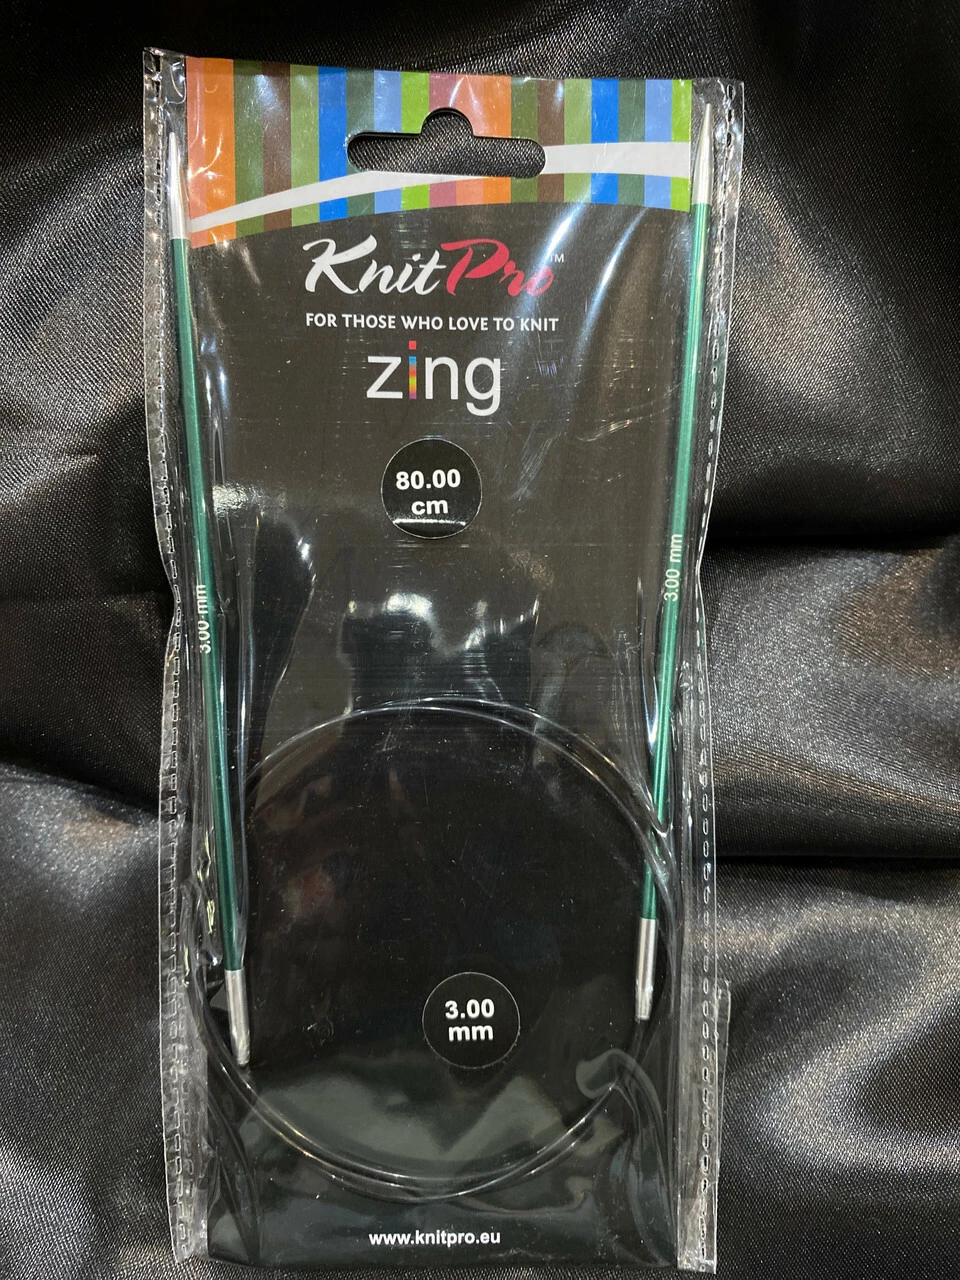 KnitPro™
FOR THOSE WHO LOVE TO KNIT
zing
80.00
cm
3.00 mm
3.00 mm
3.00
mm
www.knitpro.eu